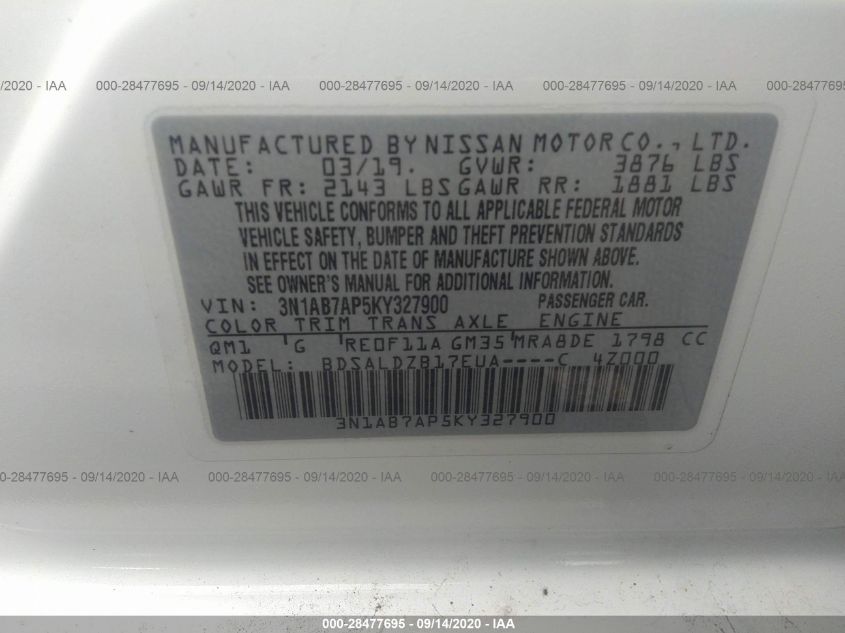 /2020 - IAA 000-28477695 - 09/14/2020 - IAA 000-28477695 - 09/14/2020 - IAA 000-28477695 - 09/14/2020 - IAA 000-28477695 - 0
MANUFACTURED BY NISSAN MOTOR CO., LTD.
DATE: 03/19. GVWR: 3876 LBS
GAWR FR: 2143 LBS GAWR RR: 1881 LBS
THIS VEHICLE CONFORMS TO ALL APPLICABLE FEDERAL MOTOR
VEHICLE SAFETY, BUMPER AND THEFT PREVENTION STANDARDS
IN EFFECT ON THE DATE OF MANUFACTURE SHOWN ABOVE.
SEE OWNER'S MANUAL FOR ADDITIONAL INFORMATION.
VIN: 3N1AB7AP5KY327900 PASSENGER CAR.
COLOR TRIM TRANS AXLE ENGINE
QM1 G RE0F11A GM35 MRA8DE 1798 CC
MODEL: BDSALDZB17EUA----C 4Z000
3N1AB7AP5KY327900
09/14/2020 - IAA 000-28477695 - 09/14/2020 - IAA 000-28477695 - 09/14/2020 - IAA 000-28477695 - 09/14/2020 - IAA
000-28477695 - 09/14/2020 - IAA